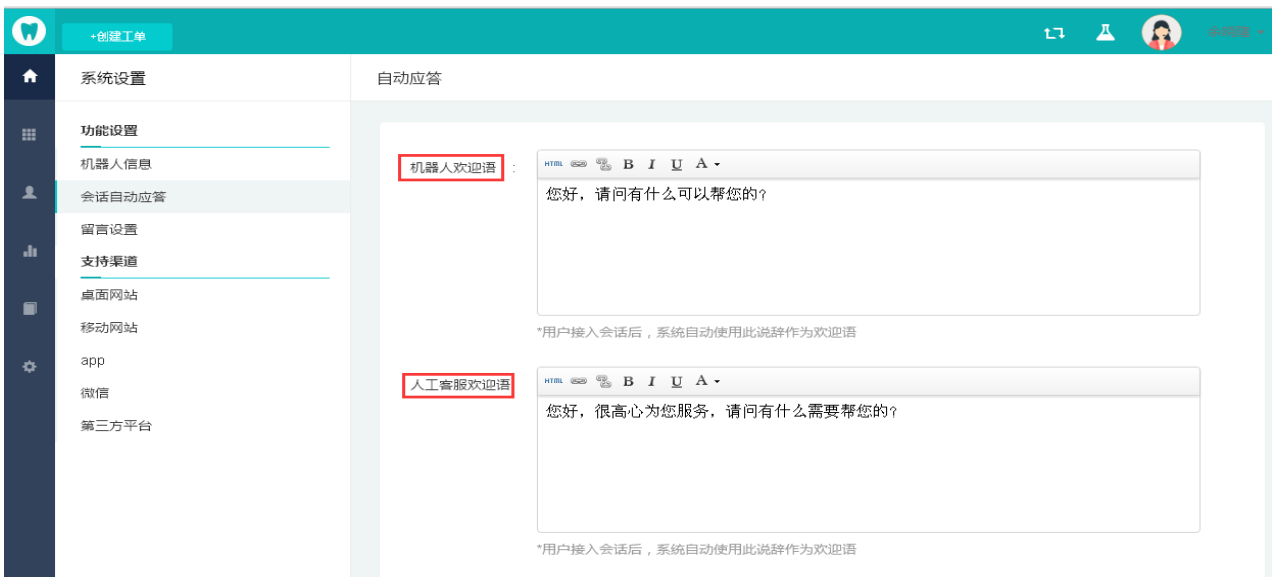 +创建工单
系统设置
自动应答
功能设置
机器人信息
会话自动应答
留言设置
支持渠道
桌面网站
移动网站
app
微信
第三方平台
机器人欢迎语 :
HTML B I U A
您好，请问有什么可以帮您的?
*用户接入会话后，系统自动使用此说辞作为欢迎语
人工客服欢迎语
HTML B I U A
您好，很高心为您服务，请问有什么需要帮您的?
*用户接入会话后，系统自动使用此说辞作为欢迎语